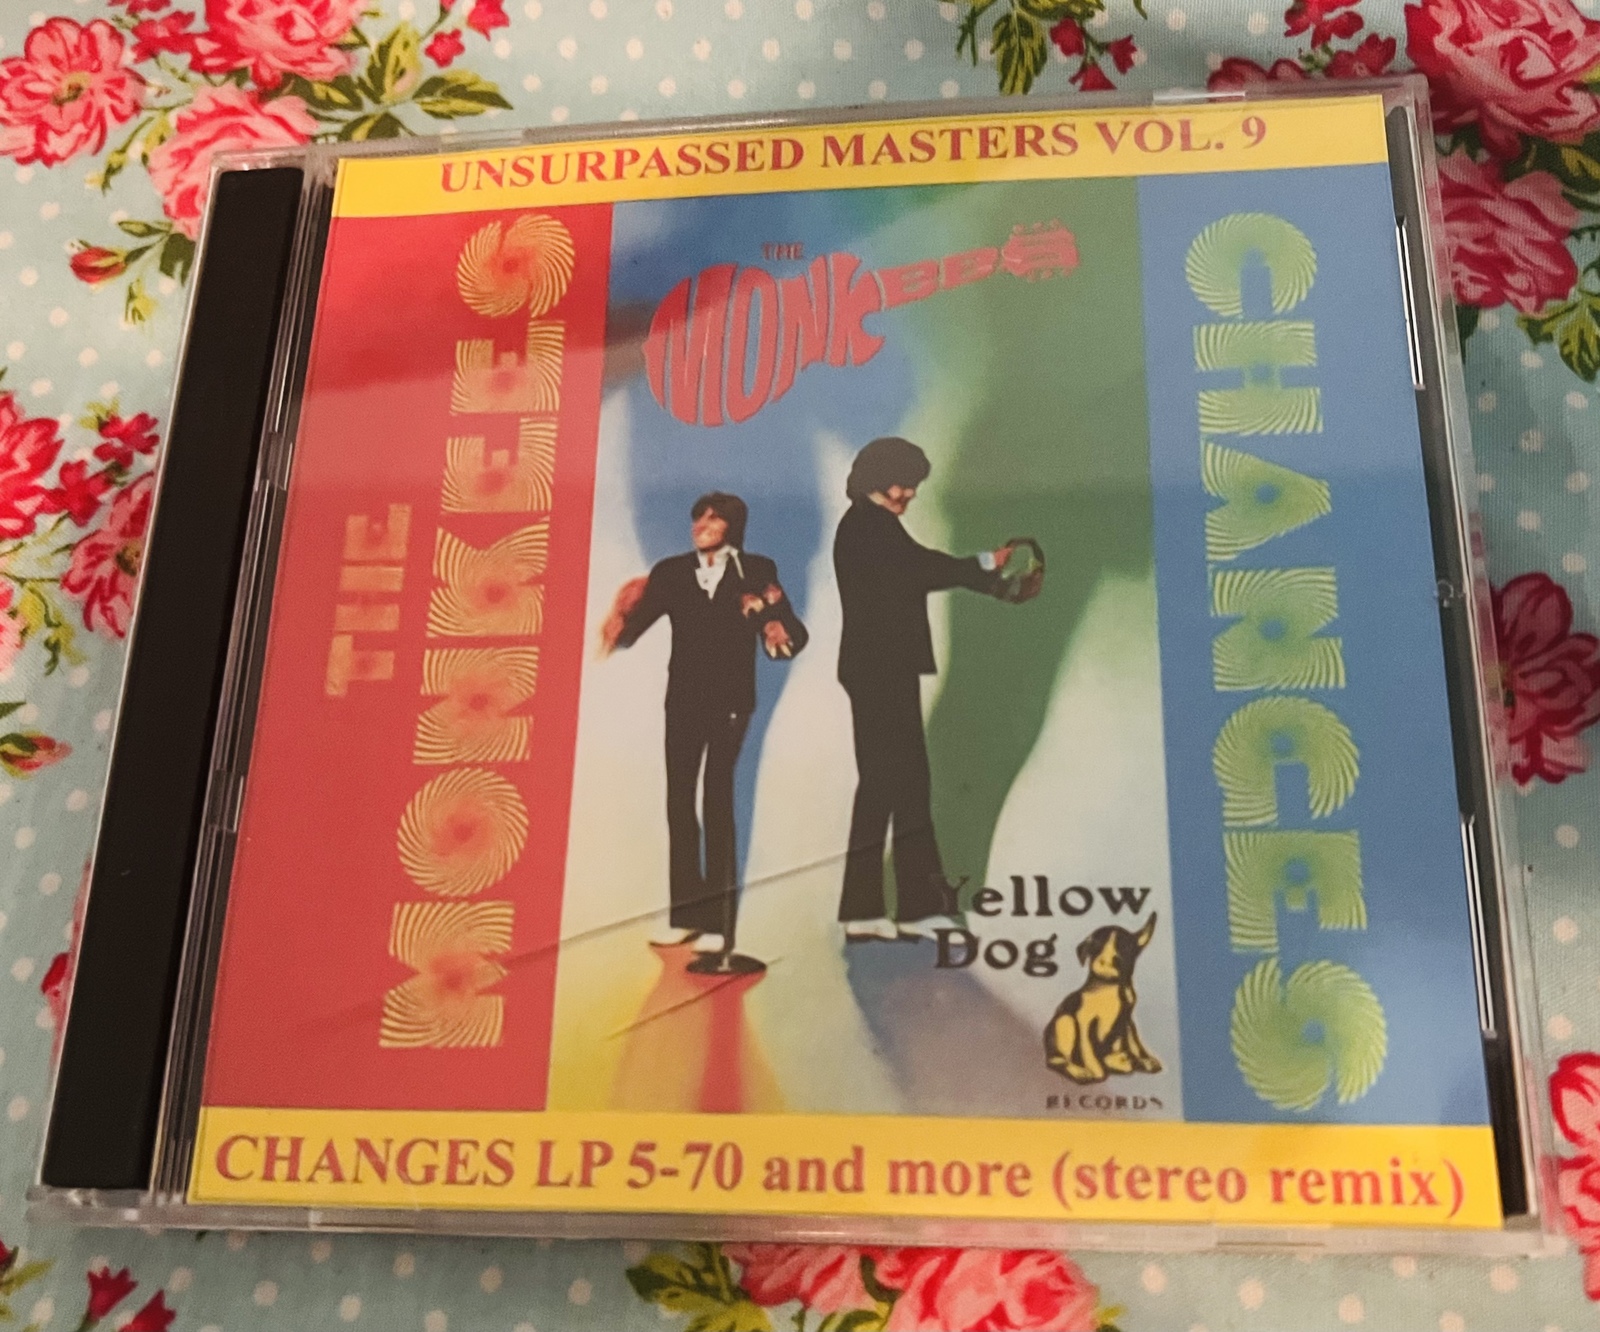 UNSURPASSED MASTERS VOL. 9
THE
MONKEES
THE
MONKEES
CHANGES
Yellow
Dog
RECORDS
CHANGES LP 5-70 and more (stereo remix)